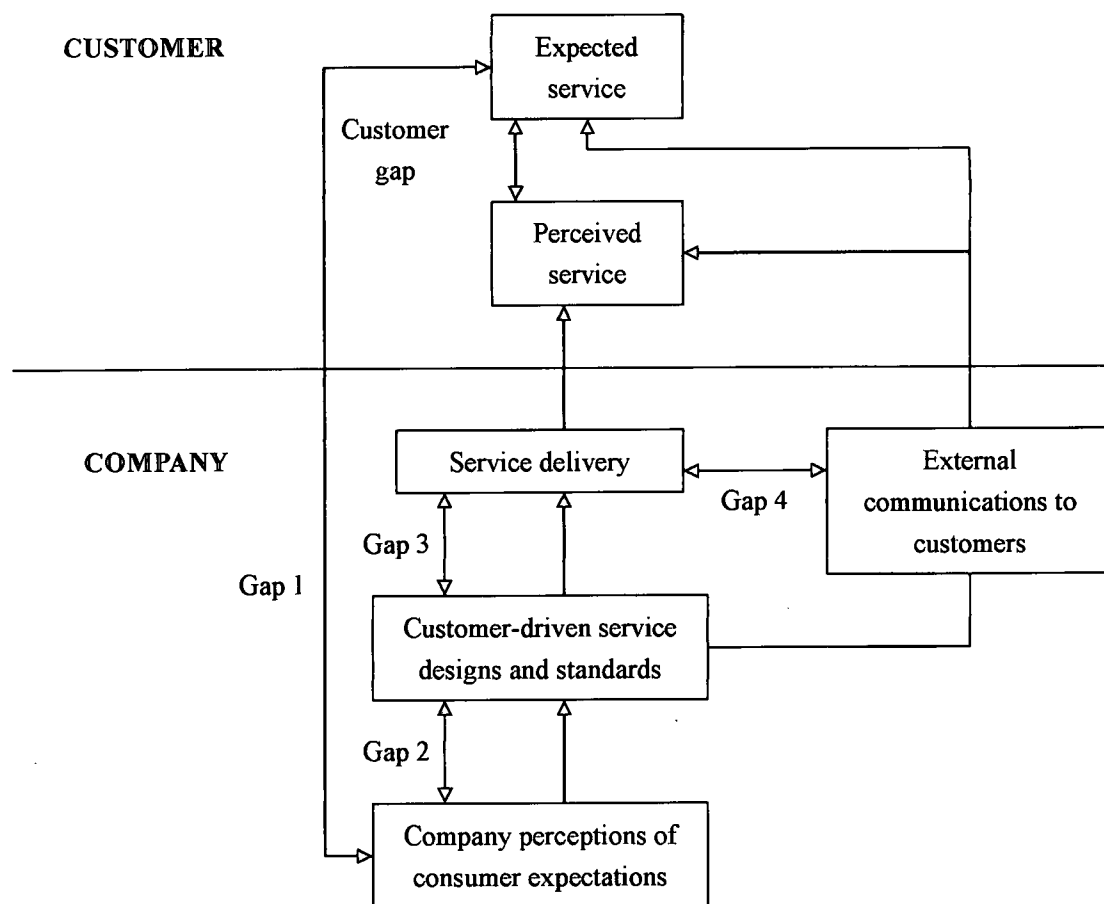 CUSTOMER
Expected
service
Customer
gap
Perceived
service
COMPANY
Service delivery
External
communications to
customers
Gap 4
Gap 3
Gap 1
Customer-driven service
designs and standards
Gap 2
Company perceptions of
consumer expectations